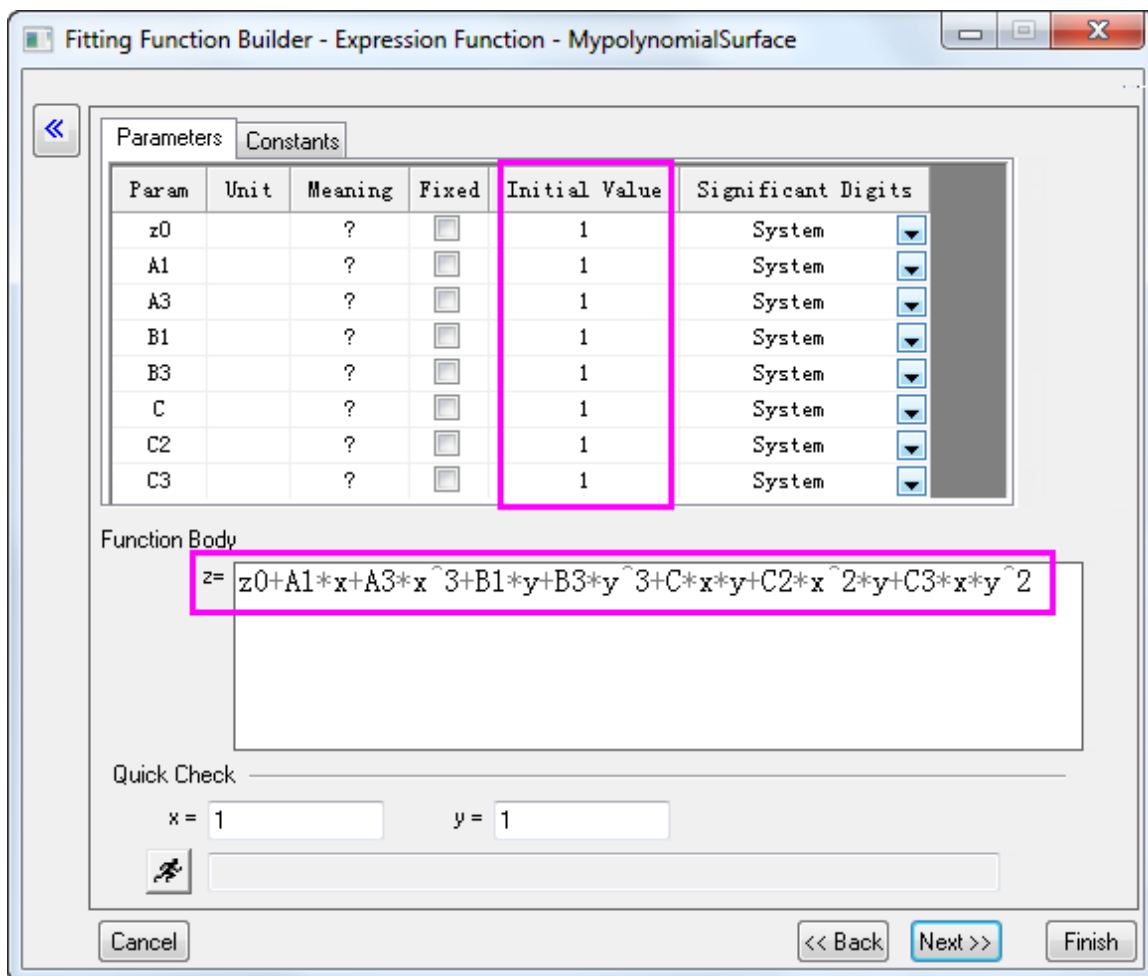 Fitting Function Builder - Expression Function - MypolynomialSurface
Parameters Constants
Param Unit Meaning Fixed Initial Value Significant Digits
z0 ? 1 System
A1 ? 1 System
A3 ? 1 System
B1 ? 1 System
B3 ? 1 System
C ? 1 System
C2 ? 1 System
C3 ? 1 System
Function Body
z= z0+A1*x+A3*x^3+B1*y+B3*y^3+C*x*y+C2*x^2*y+C3*x*y^2
Quick Check
x = 1 y = 1
Cancel << Back Next >> Finish